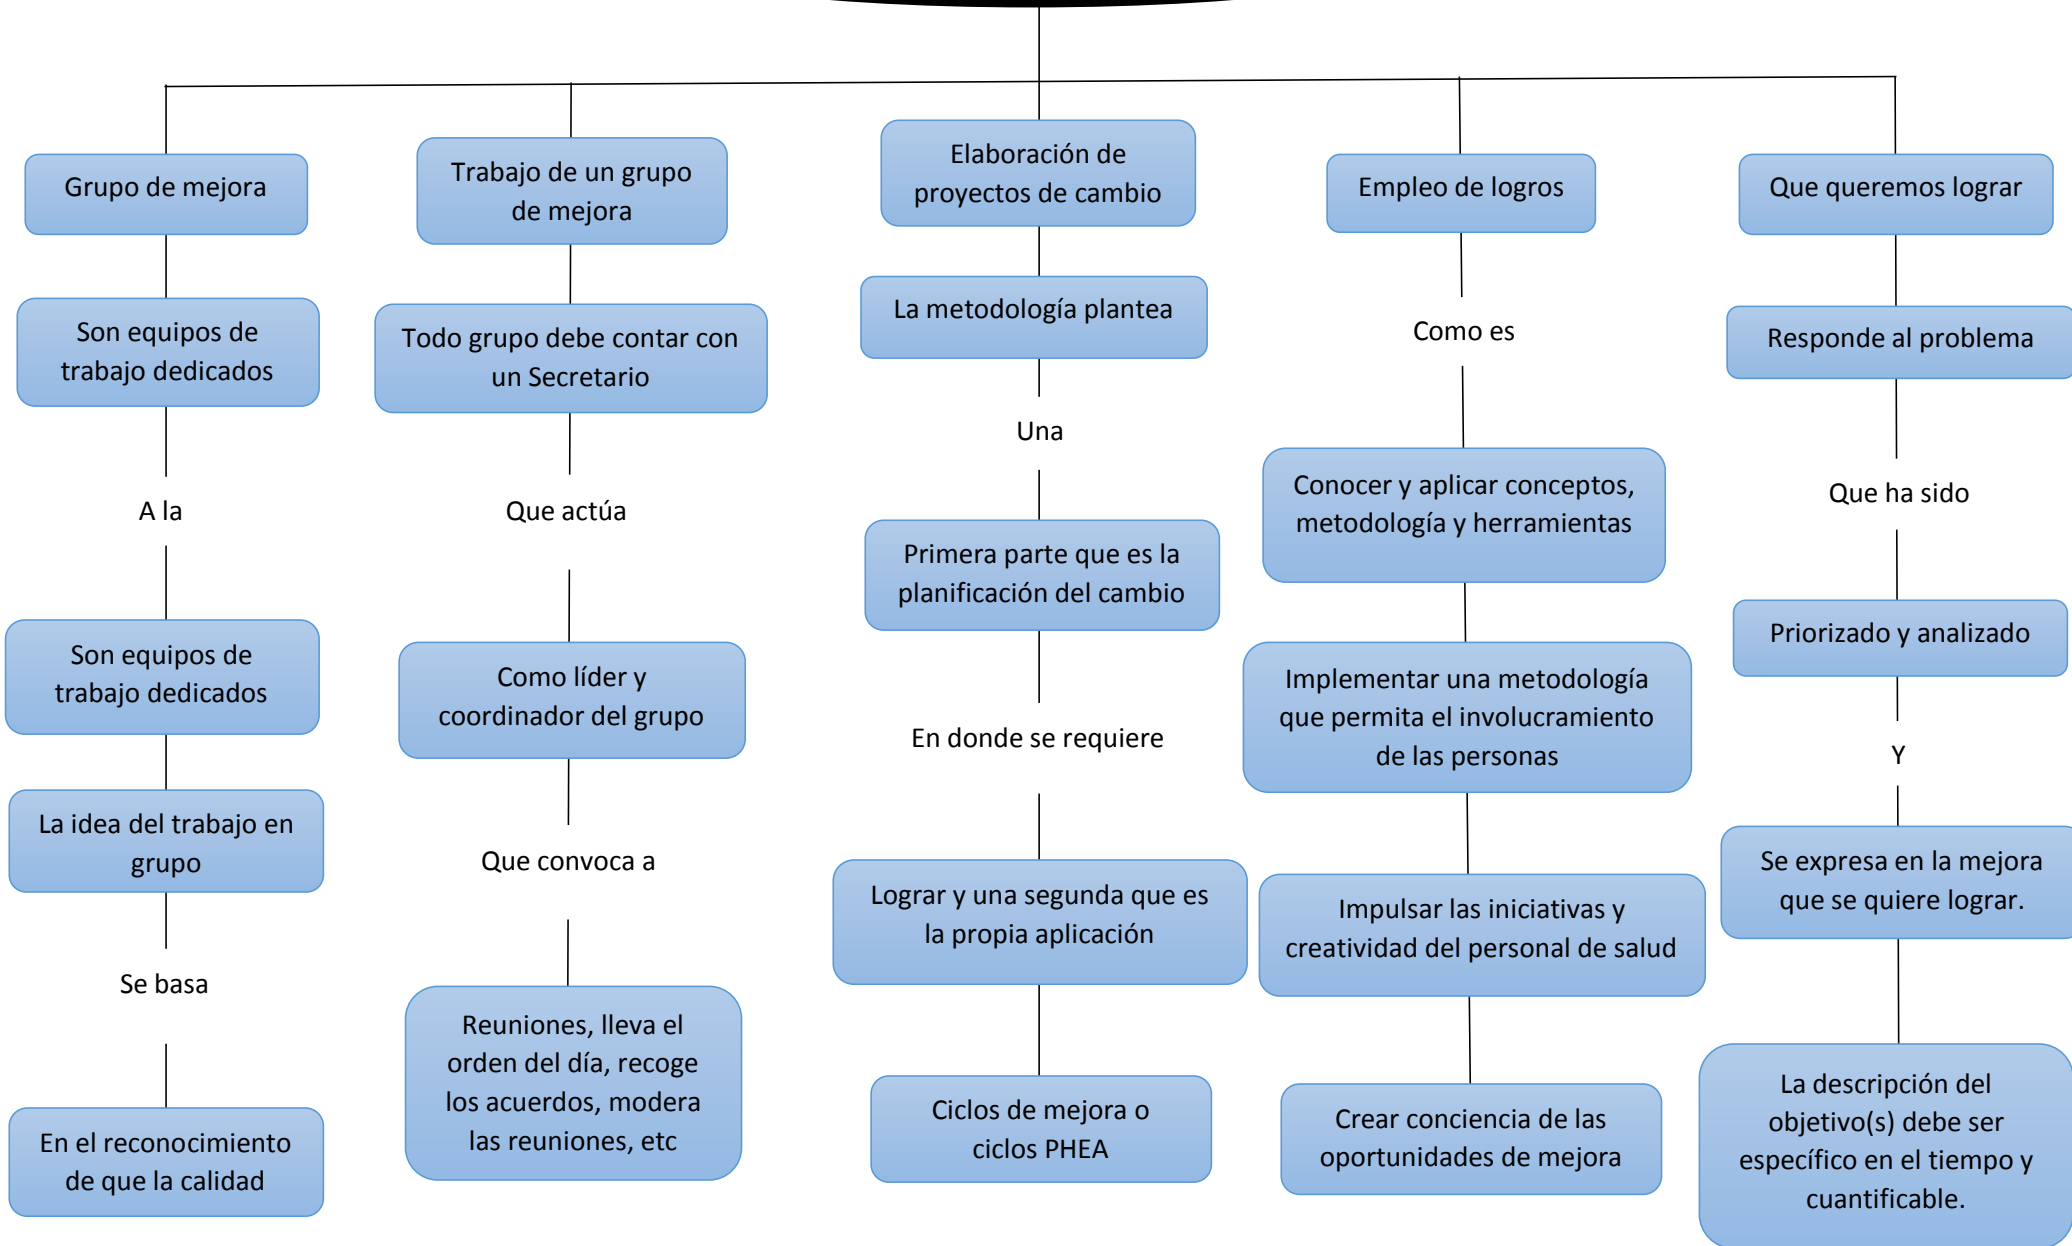 Grupo de mejora
Son equipos de
trabajo dedicados
A la
Son equipos de
trabajo dedicados
La idea del trabajo en
grupo
Se basa
En el reconocimiento
de que la calidad
Trabajo de un grupo
de mejora
Todo grupo debe contar con
un Secretario
Que actúa
Como líder y
coordinador del grupo
Que convoca a
Reuniones, lleva el
orden del día, recoge
los acuerdos, modera
las reuniones, etc
Elaboración de
proyectos de cambio
La metodología plantea
Una
Primera parte que es la
planificación del cambio
En donde se requiere
Lograr y una segunda que es
la propia aplicación
Ciclos de mejora o
ciclos PHEA
Empleo de logros
Como es
Conocer y aplicar conceptos,
metodología y herramientas
Implementar una metodología
que permita el involucramiento
de las personas
Impulsar las iniciativas y
creatividad del personal de salud
Crear conciencia de las
oportunidades de mejora
Que queremos lograr
Responde al problema
Que ha sido
Priorizado y analizado
Y
Se expresa en la mejora
que se quiere lograr.
La descripción del
objetivo(s) debe ser
específico en el tiempo y
cuantificable.